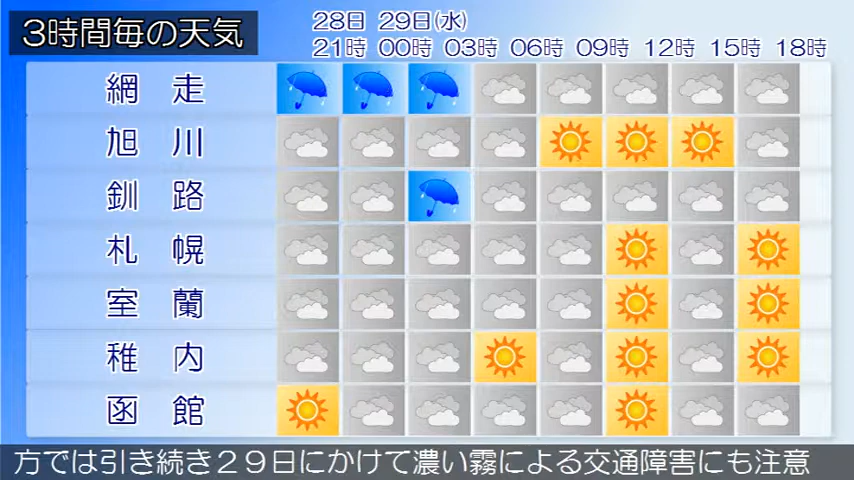 3時間毎の天気
28日 29日(水)
21時 00時 03時 06時 09時 12時 15時 18時
網走
旭川
釧路
札幌
室蘭
稚内
函館
方では引き続き29日にかけて濃い霧による交通障害にも注意